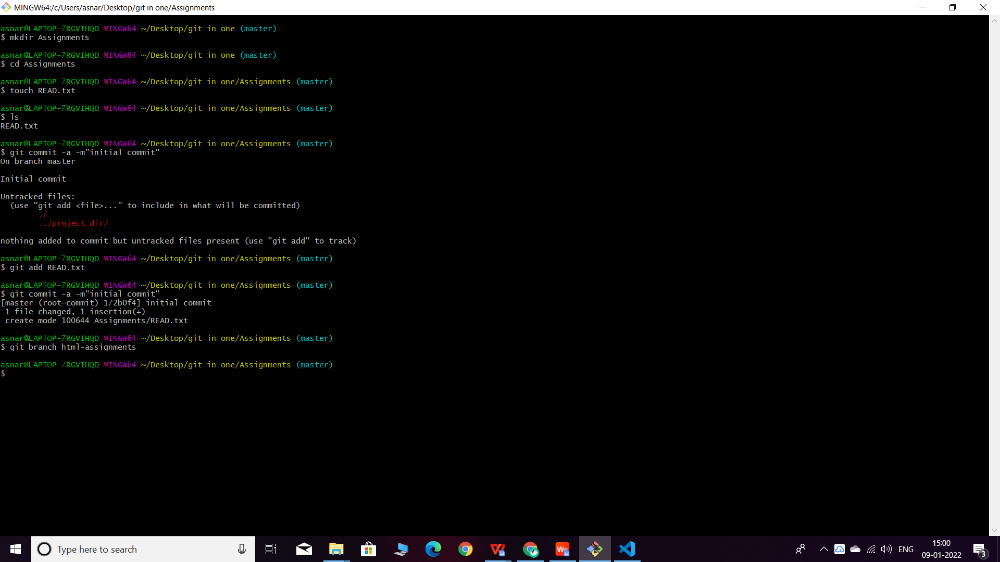 MINGW64:/c/Users/asnar/Desktop/git in one/Assignments
asnar@LAPTOP-7RGVIHQD MINGW64 ~/Desktop/git in one (master)
$ mkdir Assignments
asnar@LAPTOP-7RGVIHQD MINGW64 ~/Desktop/git in one (master)
$ cd Assignments
asnar@LAPTOP-7RGVIHQD MINGW64 ~/Desktop/git in one/Assignments (master)
$ touch READ.txt
asnar@LAPTOP-7RGVIHQD MINGW64 ~/Desktop/git in one/Assignments (master)
$ ls
READ.txt
asnar@LAPTOP-7RGVIHQD MINGW64 ~/Desktop/git in one/Assignments (master)
$ git commit -a -m"initial commit"
On branch master
Initial commit
Untracked files:
  (use "git add <file>..." to include in what will be committed)
        ./
        ../project_dir/
nothing added to commit but untracked files present (use "git add" to track)
asnar@LAPTOP-7RGVIHQD MINGW64 ~/Desktop/git in one/Assignments (master)
$ git add READ.txt
asnar@LAPTOP-7RGVIHQD MINGW64 ~/Desktop/git in one/Assignments (master)
$ git commit -a -m"initial commit"
[master (root-commit) 172b0f4] initial commit
 1 file changed, 1 insertion(+)
 create mode 100644 Assignments/READ.txt
asnar@LAPTOP-7RGVIHQD MINGW64 ~/Desktop/git in one/Assignments (master)
$ git branch html-assignments
asnar@LAPTOP-7RGVIHQD MINGW64 ~/Desktop/git in one/Assignments (master)
$
Type here to search
ENG
15:00
09-01-2022
3